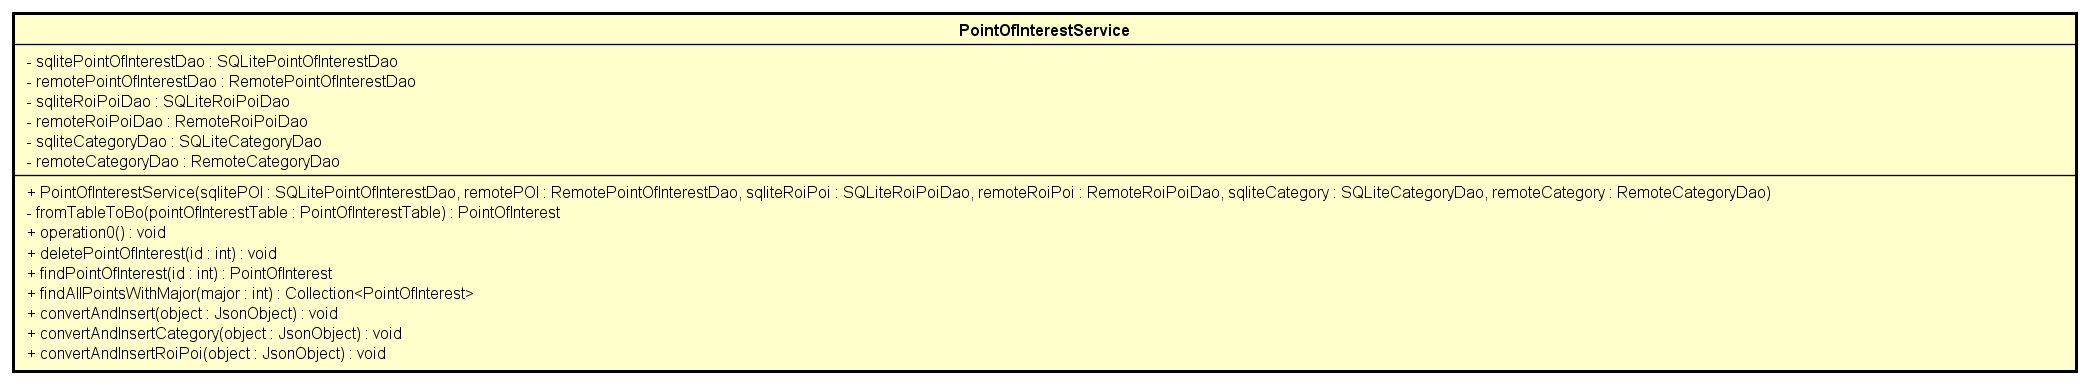 PointOfInterestService
- sqlitePointOfInterestDao : SQLitePointOfInterestDao
- remotePointOfInterestDao : RemotePointOfInterestDao
- sqliteRoiPoiDao : SQLiteRoiPoiDao
- remoteRoiPoiDao : RemoteRoiPoiDao
- sqliteCategoryDao : SQLiteCategoryDao
- remoteCategoryDao : RemoteCategoryDao
+ PointOfInterestService(sqlitePOI : SQLitePointOfInterestDao, remotePOI : RemotePointOfInterestDao, sqliteRoiPoi : SQLiteRoiPoiDao, remoteRoiPoi : RemoteRoiPoiDao, sqliteCategory : SQLiteCategoryDao, remoteCategory : RemoteCategoryDao)
- fromTableToBo(pointOfInterestTable : PointOfInterestTable) : PointOfInterest
+ operation0() : void
+ deletePointOfInterest(id : int) : void
+ findPointOfInterest(id : int) : PointOfInterest
+ findAllPointsWithMajor(major : int) : Collection<PointOfInterest>
+ convertAndInsert(object : JsonObject) : void
+ convertAndInsertCategory(object : JsonObject) : void
+ convertAndInsertRoiPoi(object : JsonObject) : void